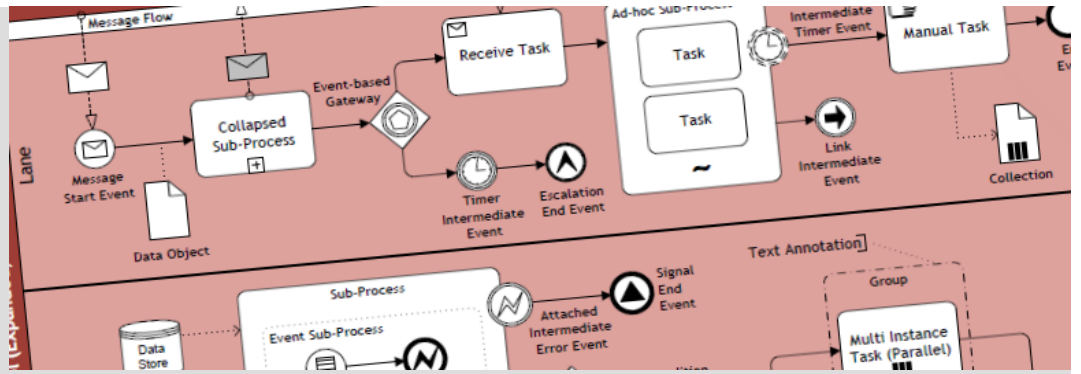 Message Flow
Lane
Message
Start Event
Data Object
Collapsed
Sub-Process
Event-based
Gateway
Receive Task
Timer
Intermediate
Event
Escalation
End Event
Ad-hoc Sub-Process
Task
Task
Intermediate
Timer Event
Manual Task
Link
Intermediate
Event
Collection
Data
Store
Sub-Process
Event Sub-Process
Attached
Intermediate
Error Event
Signal
End
Event
Text Annotation
Group
Multi Instance
Task (Parallel)